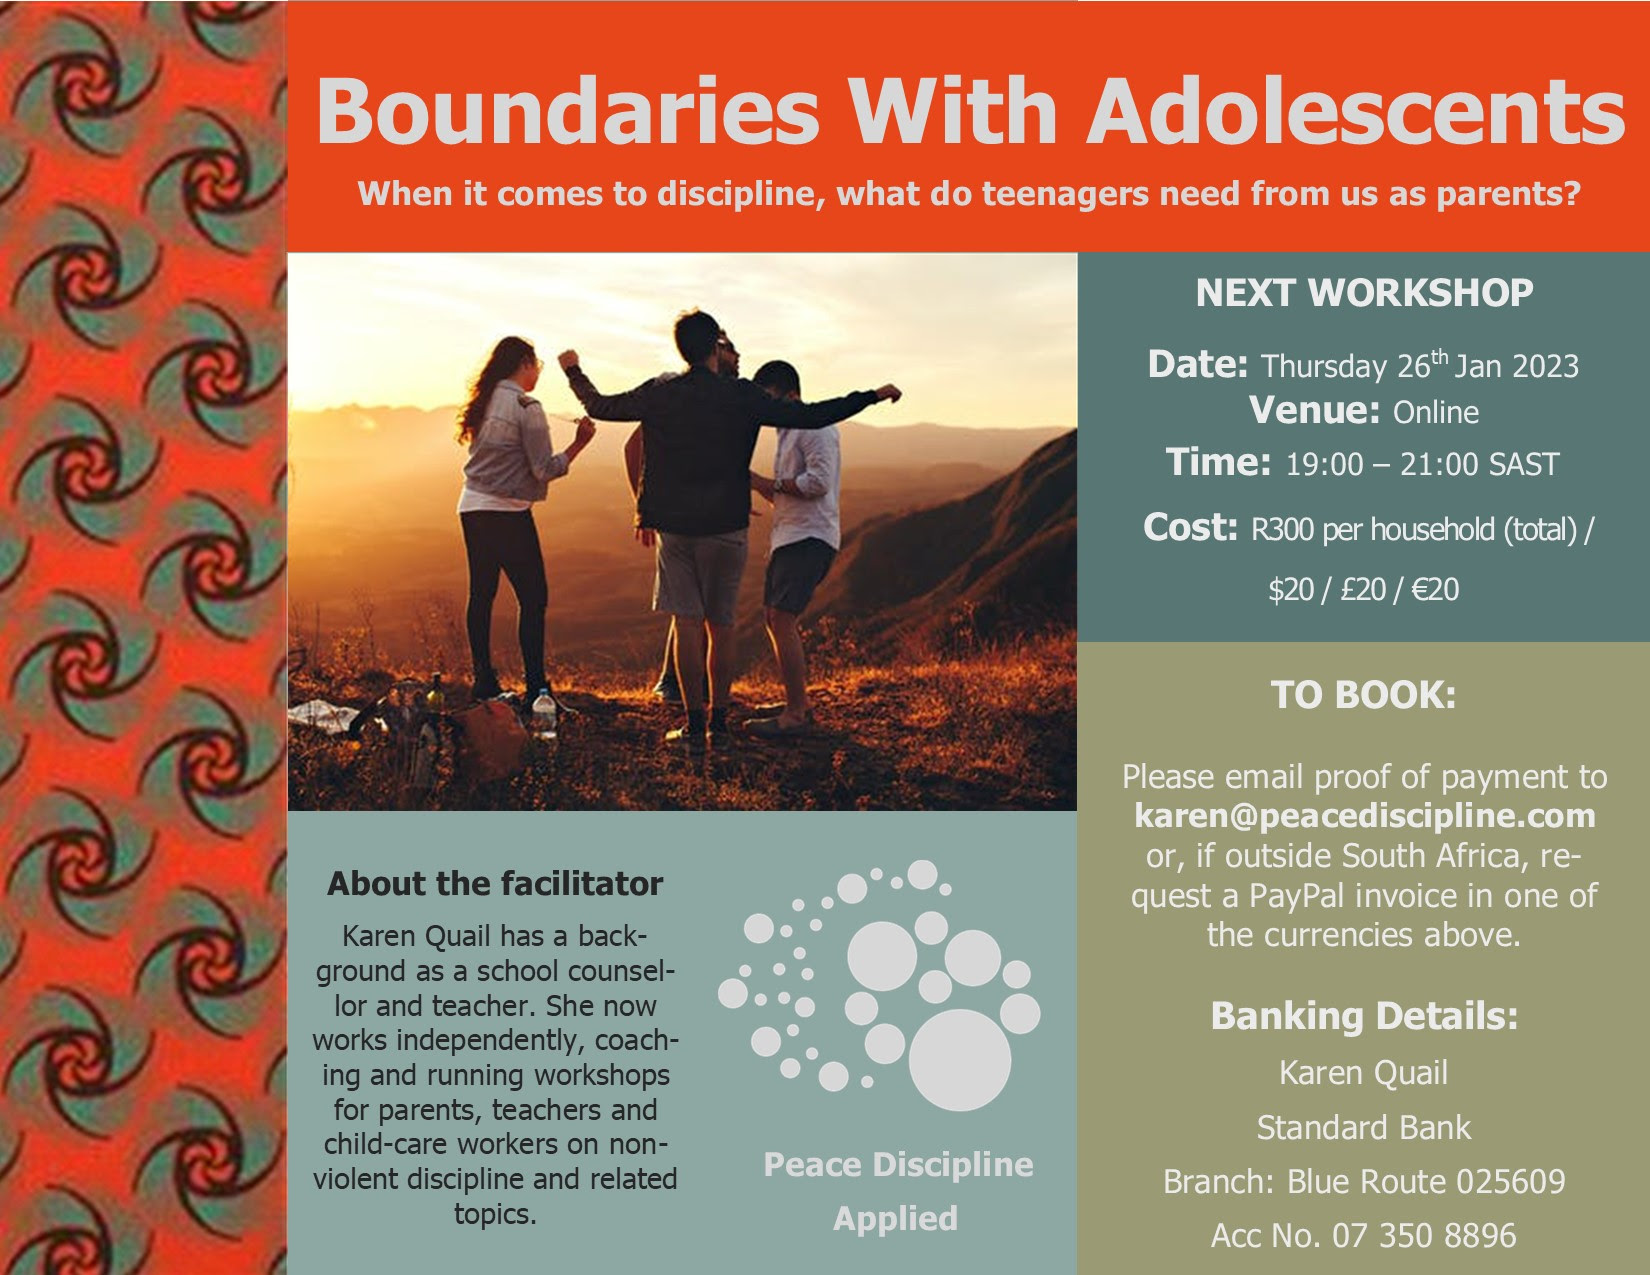 Boundaries With Adolescents
When it comes to discipline, what do teenagers need from us as parents?
NEXT WORKSHOP
Date: Thursday 26th Jan 2023
Venue: Online
Time: 19:00 – 21:00 SAST
Cost: R300 per household (total) /
$20 / £20 / €20
TO BOOK:
Please email proof of payment to
karen@peacediscipline.com
or, if outside South Africa, re-
quest a PayPal invoice in one of
the currencies above.
Banking Details:
Karen Quail
Standard Bank
Branch: Blue Route 025609
Acc No. 07 350 8896
About the facilitator
Karen Quail has a back-
ground as a school counsel-
lor and teacher. She now
works independently, coach-
ing and running workshops
for parents, teachers and
child-care workers on non-
violent discipline and related
topics.
Peace Discipline
Applied